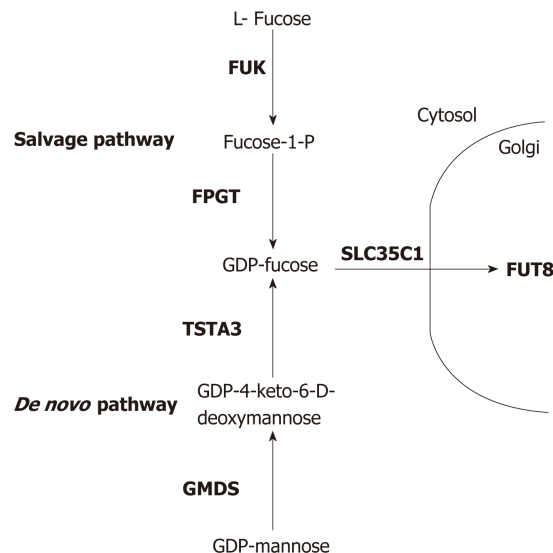 L- Fucose
FUK
Cytosol
Salvage pathway
Fucose-1-P
Golgi
FPGT
SLC35C1
GDP-fucose
FUT8
TSTA3
De novo pathway
GDP-4-keto-6-D-
deoxymannose
GMDS
GDP-mannose